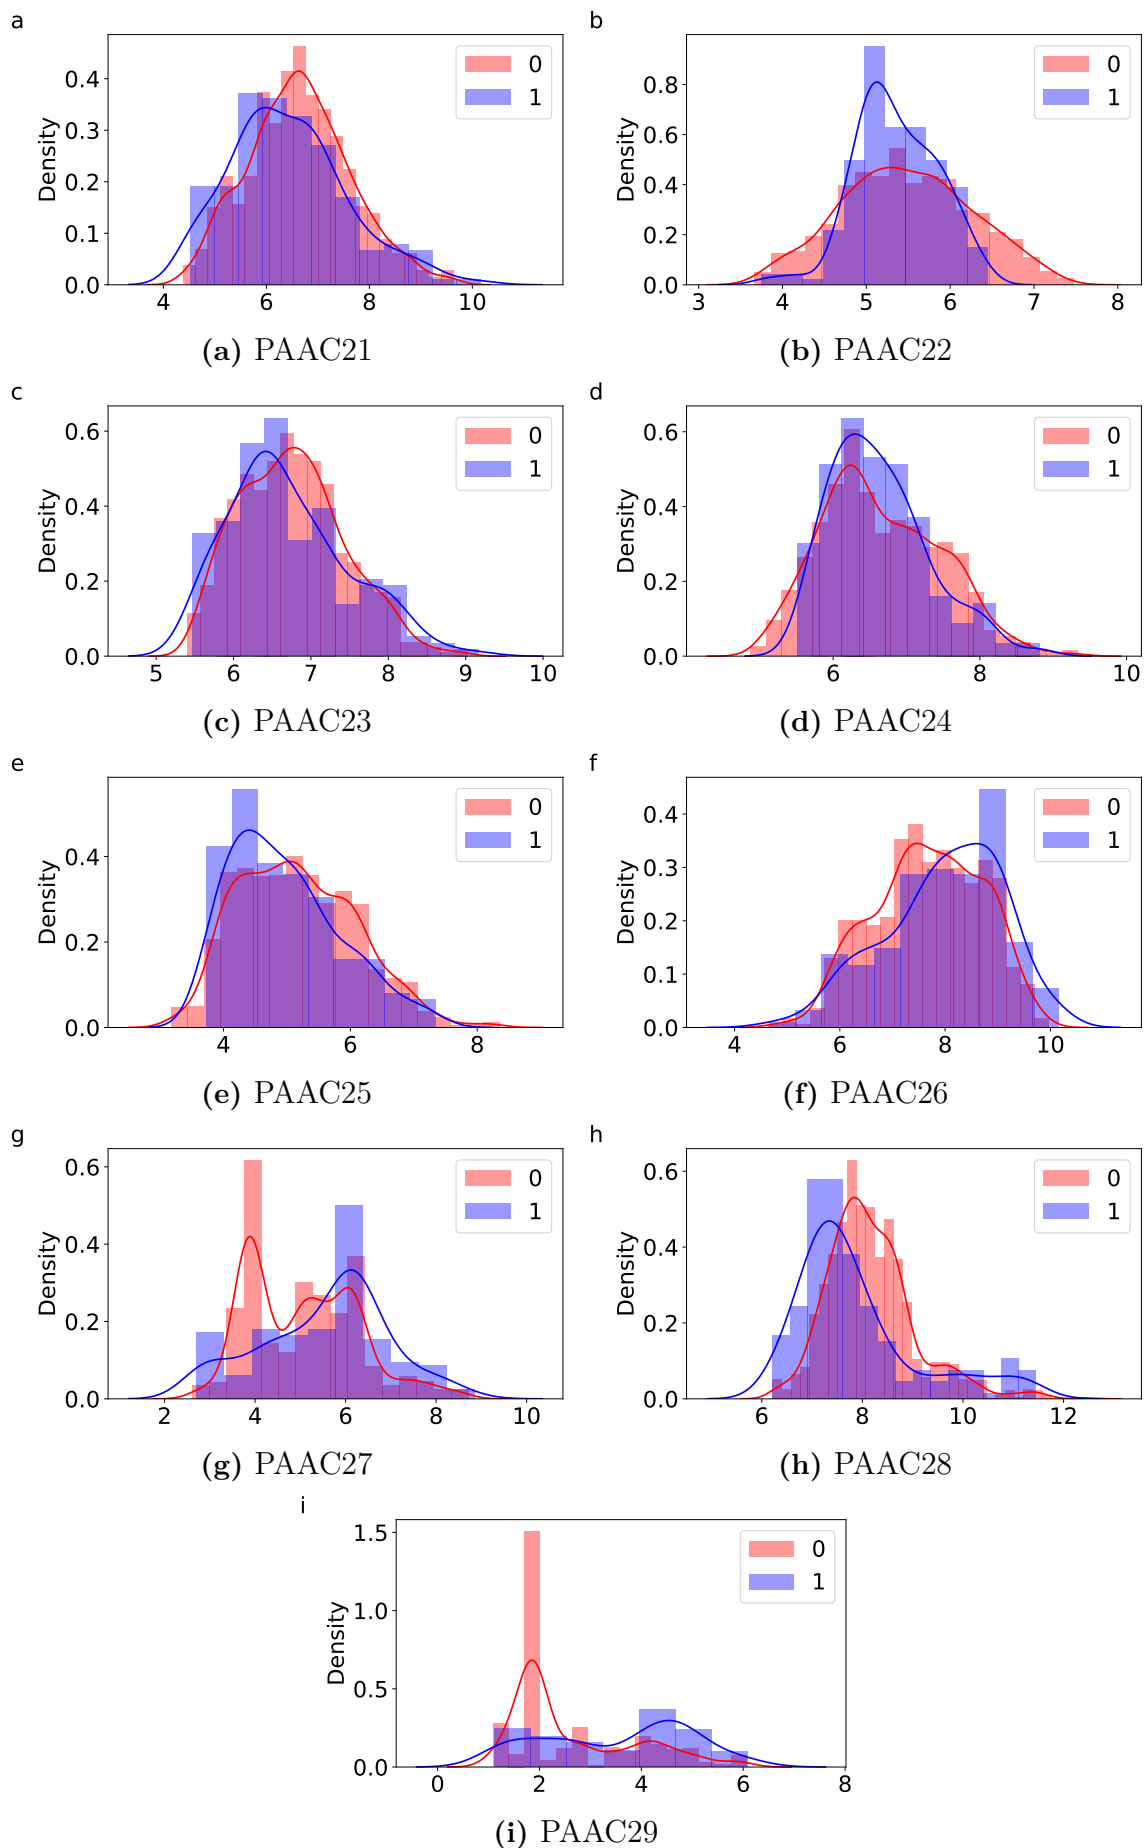 a
0
1
Density
0.4
0.3
0.2
0.1
0.0
4 6 8 10
(a) PAAC21
b
0
1
Density
0.8
0.6
0.4
0.2
0.0
3 4 5 6 7 8
(b) PAAC22
c
0
1
Density
0.6
0.4
0.2
0.0
5 6 7 8 9 10
(c) PAAC23
d
0
1
Density
0.6
0.4
0.2
0.0
6 8 10
(d) PAAC24
e
0
1
Density
0.4
0.2
0.0
4 6 8
(e) PAAC25
f
0
1
Density
0.4
0.3
0.2
0.1
0.0
4 6 8 10
(f) PAAC26
g
0
1
Density
0.6
0.4
0.2
0.0
2 4 6 8 10
(g) PAAC27
h
0
1
Density
0.6
0.4
0.2
0.0
6 8 10 12
(h) PAAC28
i
0
1
Density
1.5
1.0
0.5
0.0
0 2 4 6 8
(i) PAAC29